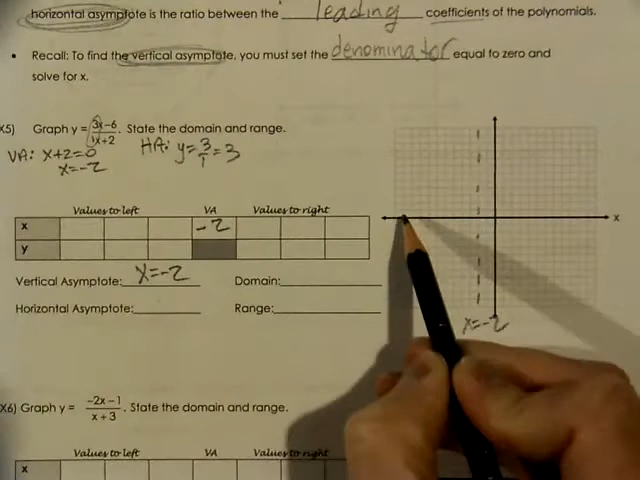 horizontal asymptote is the ratio between the leading coefficients of the polynomials.
• Recall: To find the vertical asymptote, you must set the denominator equal to zero and
solve for x.
X5) Graph y = 3x-6/1x+2. State the domain and range.
VA: x+2=0 HA: y=3/1=3
x=-2
Values to left VA Values to right
x -2
y
x
Vertical Asymptote: x=-2 Domain:
Horizontal Asymptote: Range:
x=-2
X6) Graph y = -2x-1/x+3. State the domain and range.
Values to left VA Values to right
x